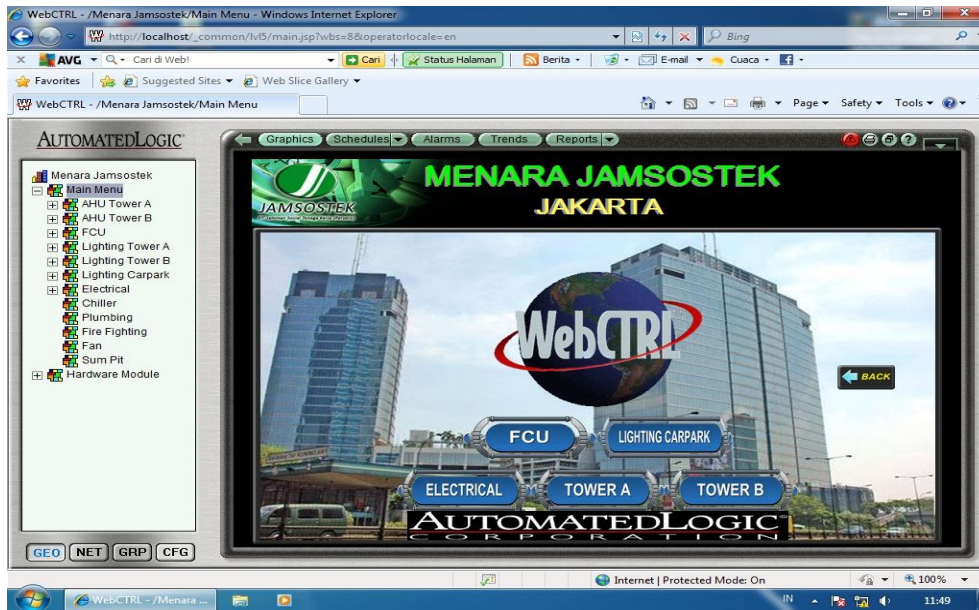 WebCTRL - /Menara Jamsostek/Main Menu - Windows Internet Explorer
http://localhost/_common/lvl5/main.jsp?wbs=8&operatorlocale=en
Bing
AVG Cari di Web! Cari Status Halaman Berita E-mail Cuaca
Favorites Suggested Sites Web Slice Gallery
WebCTRL - /Menara Jamsostek/Main Menu Page Safety Tools
AUTOMATEDLOGIC
Graphics Schedules Alarms Trends Reports
Menara Jamsostek
Main Menu
AHU Tower A
AHU Tower B
FCU
Lighting Tower A
Lighting Tower B
Lighting Carpark
Electrical
Chiller
Plumbing
Fire Fighting
Fan
Sum Pit
Hardware Module
GEO NET GRP CFG
JAMSOSTEK
MENARA JAMSOSTEK
JAKARTA
WebCTRL
BACK
FCU LIGHTING CARPARK
ELECTRICAL TOWER A TOWER B
AUTOMATEDLOGIC
CORPORATION
Internet | Protected Mode: On 100%
WebCTRL - /Menara ... IN 11:49